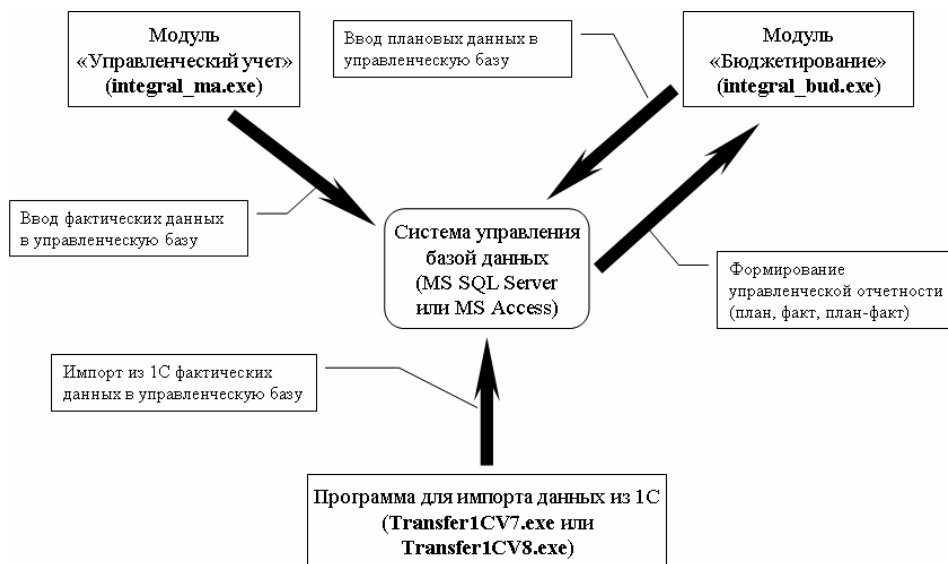 Модуль
«Управленческий учет»
(integral_ma.exe)
Ввод плановых данных в
управленческую базу
Модуль
«Бюджетирование»
(integral_bud.exe)
Ввод фактических данных
в управленческую базу
Система управления
базой данных
(MS SQL Server
или MS Access)
Формирование
управленческой отчетности
(план, факт, план-факт)
Импорт из 1С фактических
данных в управленческую базу
Программа для импорта данных из 1С
(Transfer1CV7.exe или
Transfer1CV8.exe)